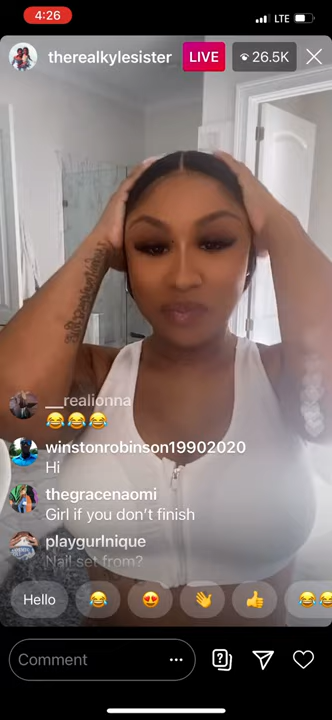 4:26
LTE
therealkylesister
LIVE
26.5K
__realionna
😂😂😂
winstonrobinson19902020
Hi
thegracenaomi
Girl if you don't finish
playgurlnique
Nail set from?
Hello
Comment